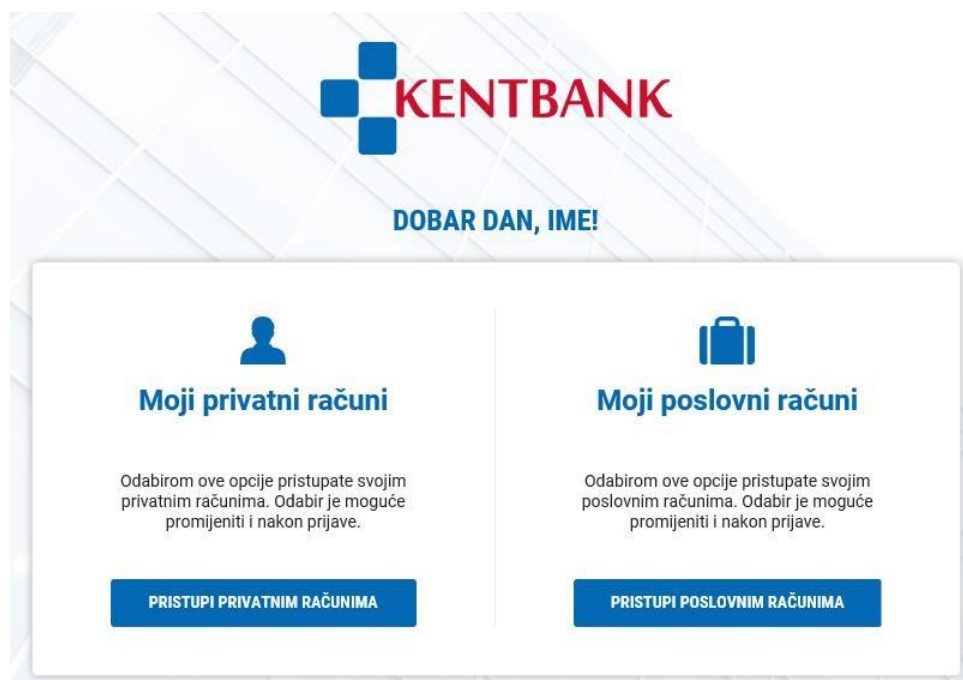 KENTBANK
DOBAR DAN, IME!
Moji privatni računi
Odabirom ove opcije pristupate svojim
privatnim računima. Odabir je moguće
promijeniti i nakon prijave.
PRISTUPI PRIVATNIM RAČUNIMA
Moji poslovni računi
Odabirom ove opcije pristupate svojim
poslovnim računima. Odabir je moguće
promijeniti i nakon prijave.
PRISTUPI POSLOVNIM RAČUNIMA